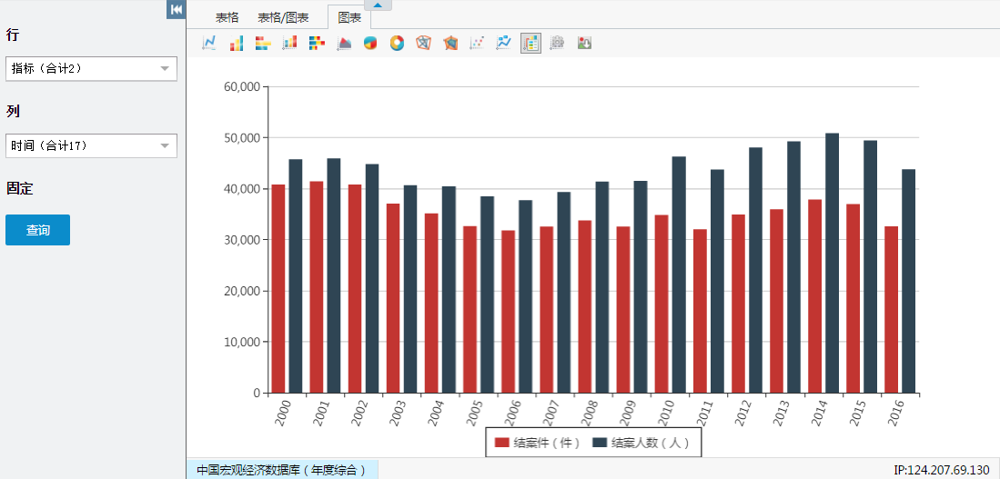 行
指标（合计2）
列
时间（合计17）
固定
查询
表格 表格/图表 图表
60,000
50,000
40,000
30,000
20,000
10,000
0
2000 2001 2002 2003 2004 2005 2006 2007 2008 2009 2010 2011 2012 2013 2014 2015 2016
结案件（件） 结案人数（人）
中国宏观经济数据库（年度综合） IP:124.207.69.130